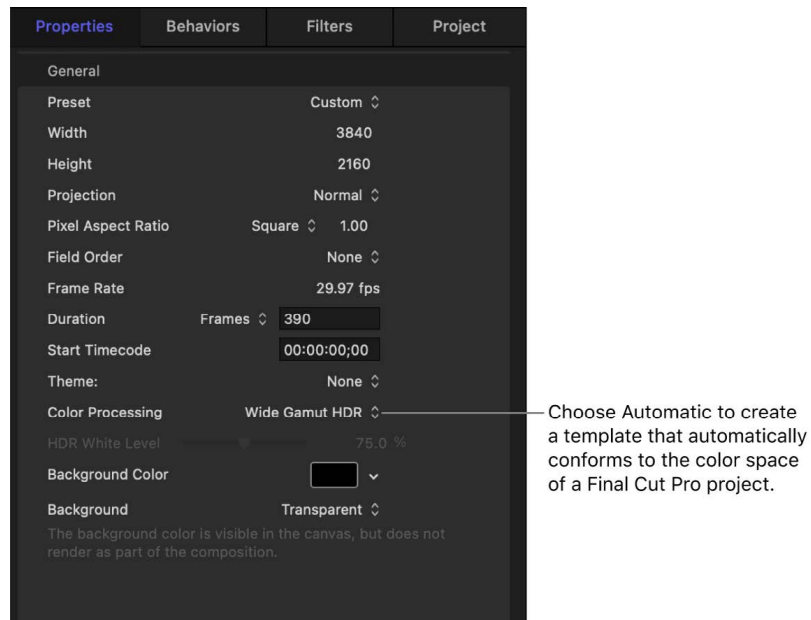 Properties Behaviors Filters Project
General
Preset Custom
Width 3840
Height 2160
Projection Normal
Pixel Aspect Ratio Square 1.00
Field Order None
Frame Rate 29.97 fps
Duration Frames 390
Start Timecode 00:00:00;00
Theme: None
Color Processing Wide Gamut HDR
HDR White Level 75.0 %
Background Color
Background Transparent
The background color is visible in the canvas, but does not
render as part of the composition.
Choose Automatic to create
a template that automatically
conforms to the color space
of a Final Cut Pro project.